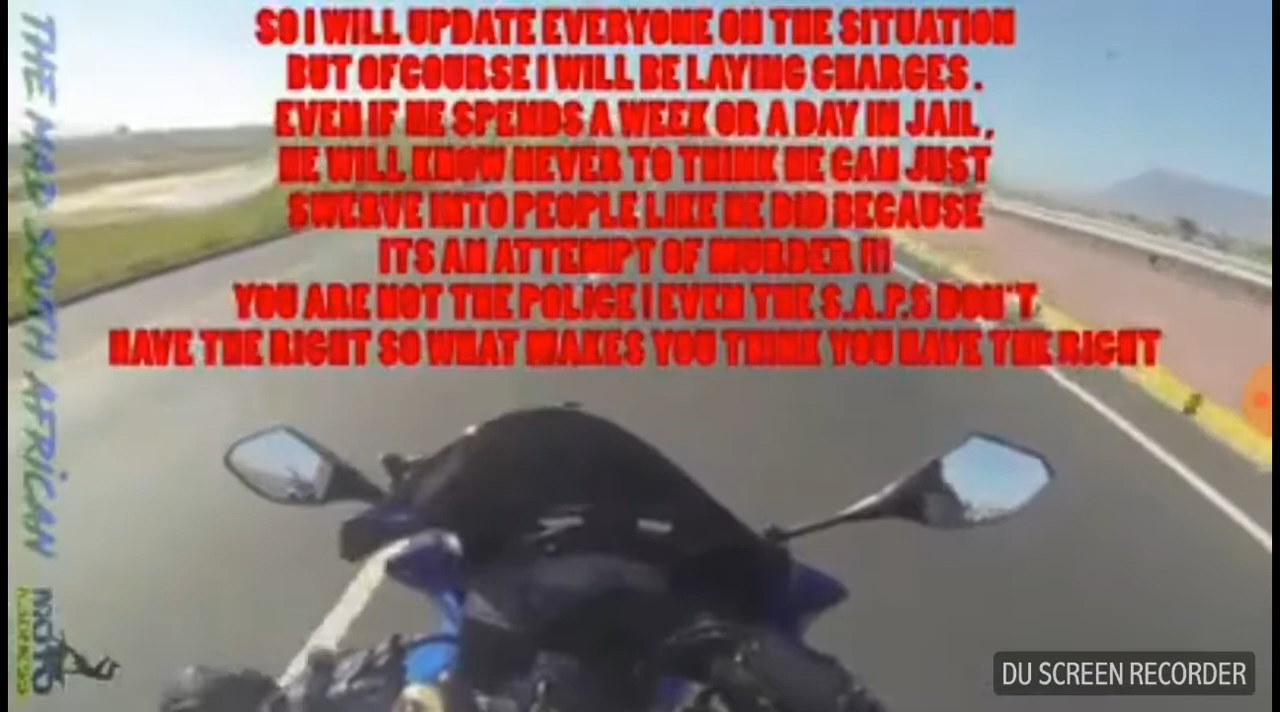 SO I WILL UPDATE EVERYONE ON THE SITUATION
BUT OFCOURSE I WILL BE LAYING CHARGES .
EVEN IF HE SPENDS A WEEK OR A DAY IN JAIL ,
HE WILL KNOW NEVER TO THINK HE CAN JUST
SWERVE INTO PEOPLE LIKE HE DID BECAUSE
ITS AN ATTEMPT OF MURDER !!!
YOU ARE NOT THE POLICE ! EVEN THE S.A.P.S DON'T
HAVE THE RIGHT SO WHAT MAKES YOU THINK YOU HAVE THE RIGHT
THE MAD SOUTH AFRICAN
MOTO
DU SCREEN RECORDER